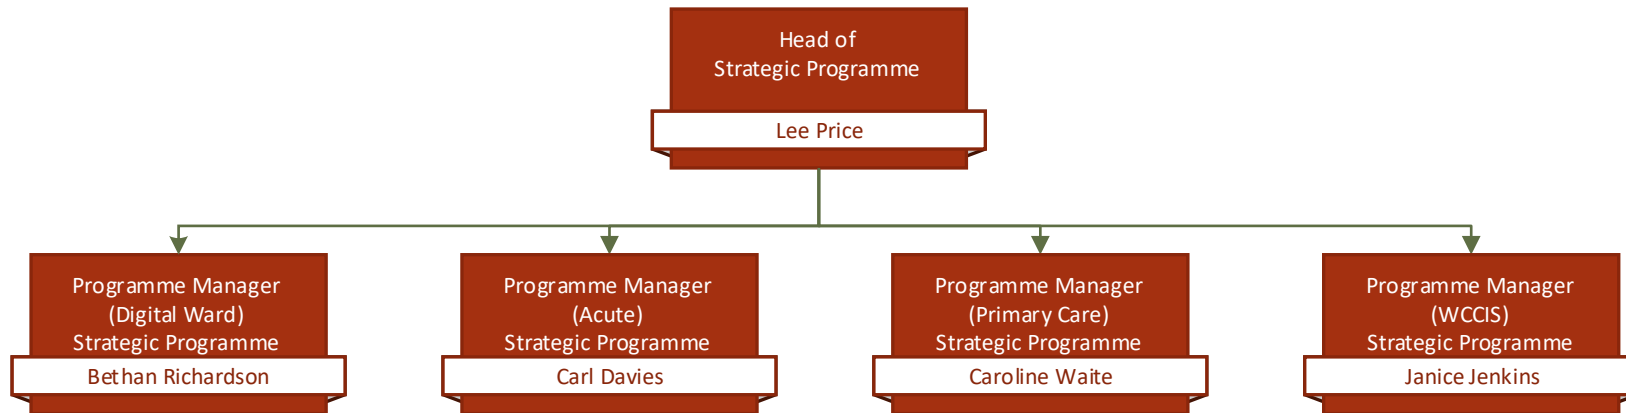 Head of
Strategic Programme
Lee Price
Programme Manager
(Digital Ward)
Strategic Programme
Bethan Richardson
Programme Manager
(Acute)
Strategic Programme
Carl Davies
Programme Manager
(Primary Care)
Strategic Programme
Caroline Waite
Programme Manager
(WCCIS)
Strategic Programme
Janice Jenkins